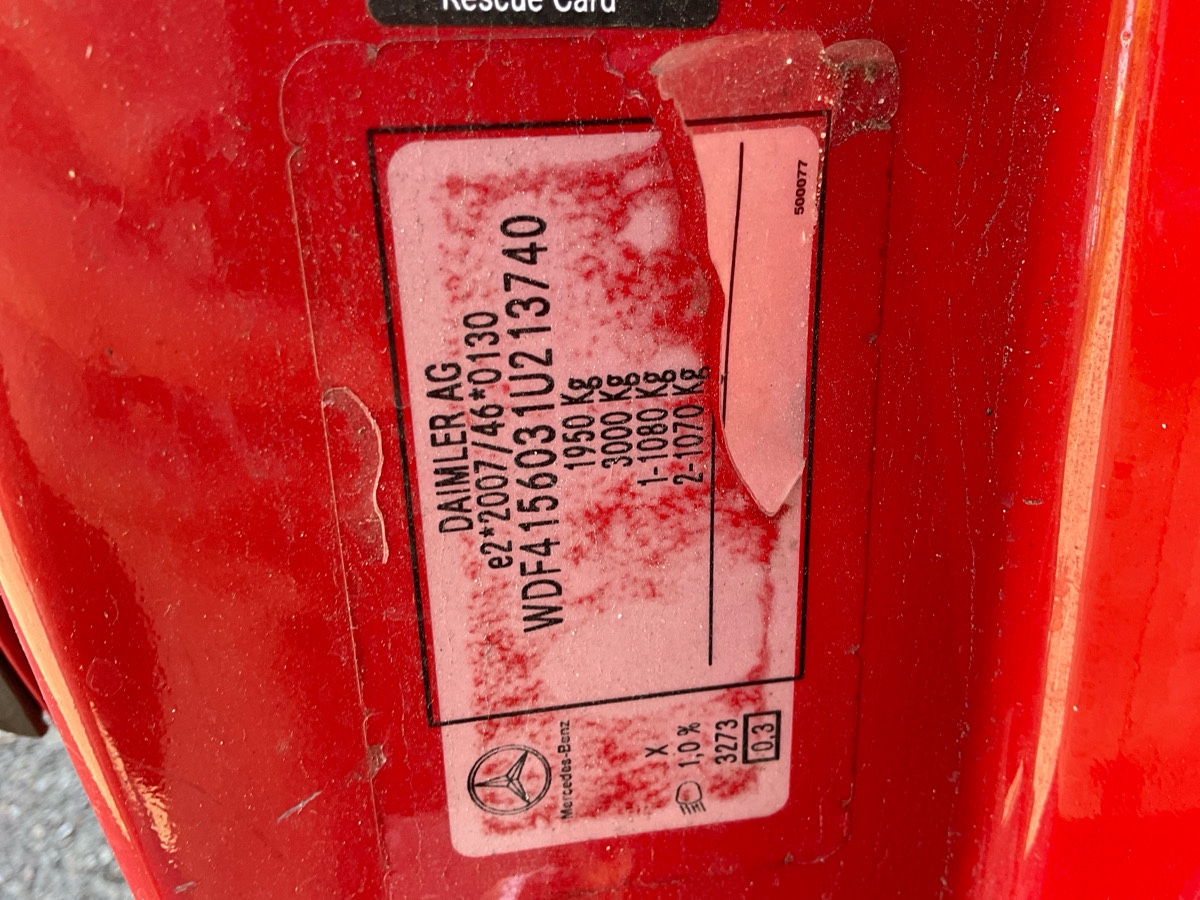 Rescue Card
DAIMLER AG
e2*2007/46*0130
WDF4156031U213740
1950 Kg
3000 Kg
1-1080 Kg
2-1070 Kg
500077
Mercedes-Benz
X
1,0 %
3273
0.3